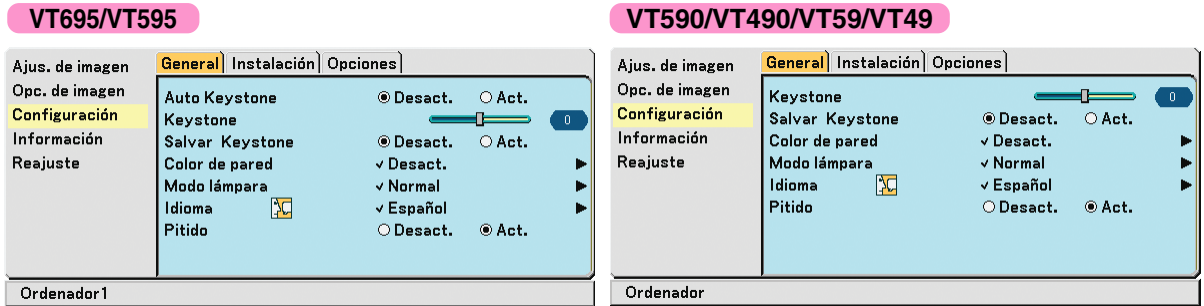 VT695/VT595
Ajus. de imagen
Opc. de imagen
Configuración
Información
Reajuste
General Instalación Opciones
Auto Keystone Desact. Act.
Keystone 0
Salvar Keystone Desact. Act.
Color de pared ✓ Desact.
Modo lámpara ✓ Normal
Idioma ✓ Español
Pitido Desact. Act.
Ordenador1
VT590/VT490/VT59/VT49
Ajus. de imagen
Opc. de imagen
Configuración
Información
Reajuste
General Instalación Opciones
Keystone 0
Salvar Keystone Desact. Act.
Color de pared ✓ Desact.
Modo lámpara ✓ Normal
Idioma ✓ Español
Pitido Desact. Act.
Ordenador